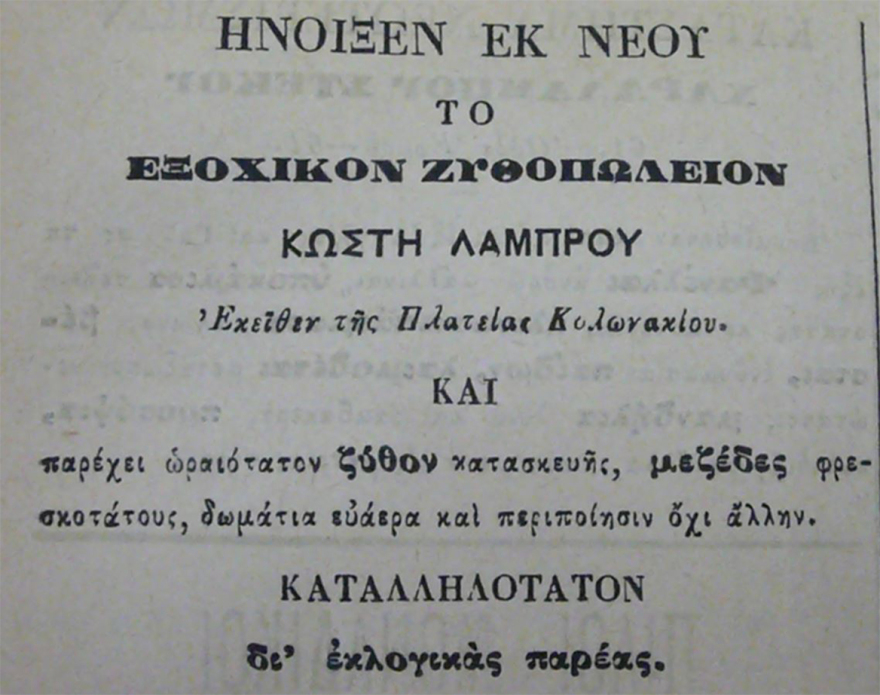 ΗΝΟΙΞΕΝ ΕΚ ΝΕΟΥ
ΤΟ
ΕΞΟΧΙΚΟΝ ΖΥΘΟΠΩΛΕΙΟΝ
ΚΩΣΤΗ ΛΑΜΠΡΟΥ
Ἐκεῖθεν τῆς Πλατείας Κολωνακίου.
ΚΑΙ
παρέχει ὡραιότατον ζύθον κατασκευῆς, μεζέδες φρε-
σκοτάτους, δωμάτια εὐάερα καὶ περιποίησιν ὄχι ἄλλην.
ΚΑΤΑΛΛΗΛΟΤΑΤΟΝ
δι' ἐκλογικὰς παρέας.